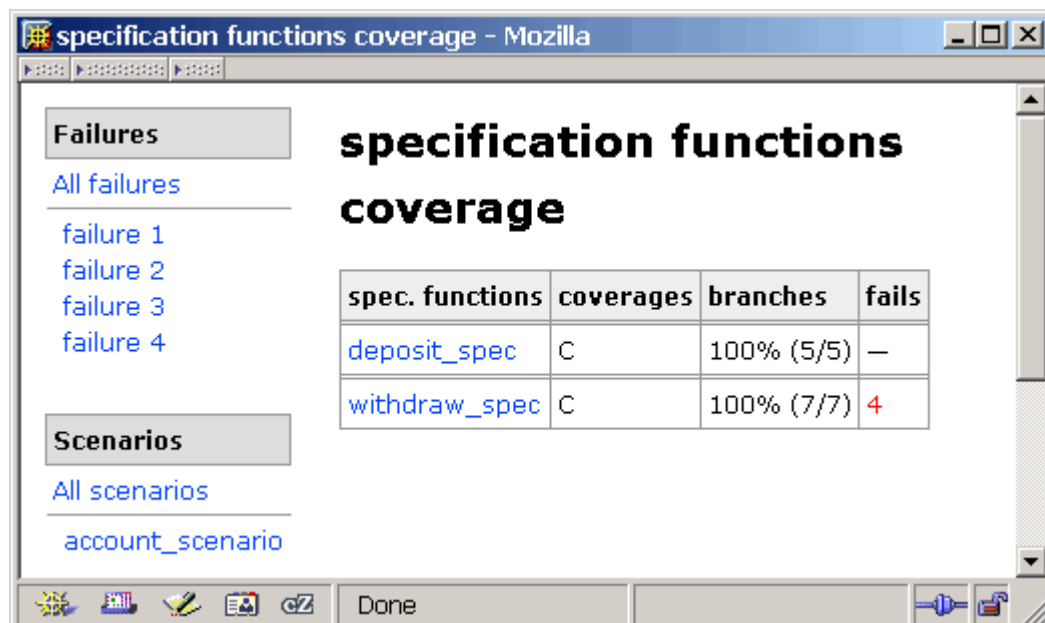 specification functions coverage - Mozilla
Failures
All failures
failure 1
failure 2
failure 3
failure 4
Scenarios
All scenarios
account_scenario
specification functions
coverage
spec. functions coverages branches fails
deposit_spec C 100% (5/5) —
withdraw_spec C 100% (7/7) 4
Done